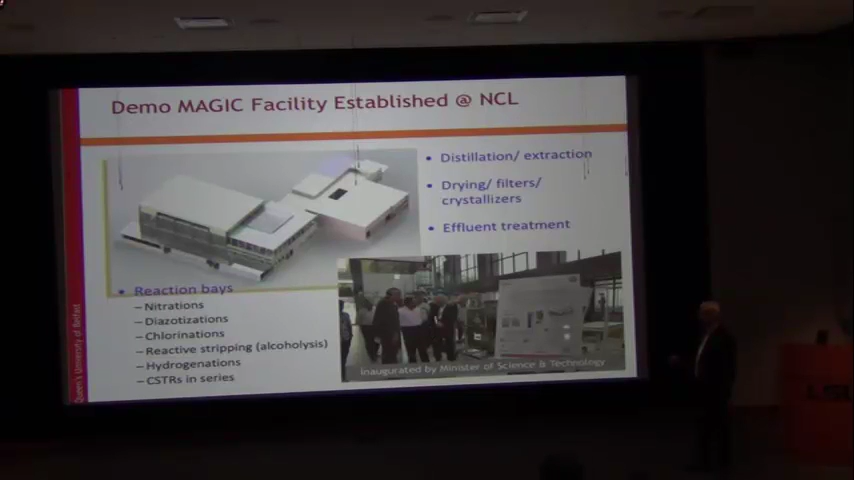 Demo MAGIC Facility Established @ NCL
• Distillation/ extraction
• Drying/ filters/
crystallizers
• Effluent treatment
• Reaction bays
– Nitrations
– Diazotizations
– Chlorinations
– Reactive stripping (alcoholysis)
– Hydrogenations
– CSTRs in series
Inaugurated by Minister of Science & Technology
Queen's University of Belfast